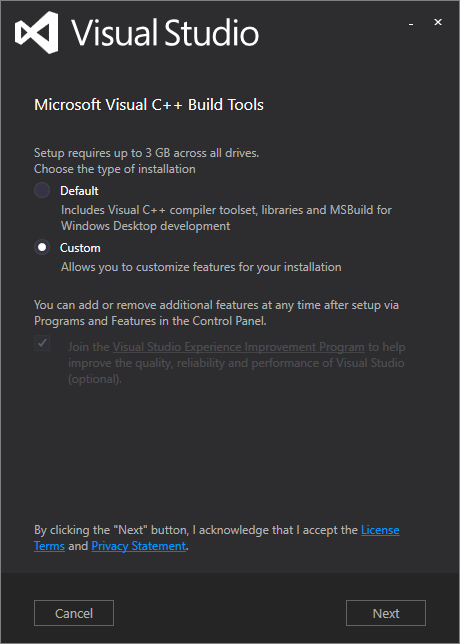 Visual Studio
Microsoft Visual C++ Build Tools
Setup requires up to 3 GB across all drives.
Choose the type of installation
Default
Includes Visual C++ compiler toolset, libraries and MSBuild for
Windows Desktop development
Custom
Allows you to customize features for your installation
You can add or remove additional features at any time after setup via
Programs and Features in the Control Panel.
Join the Visual Studio Experience Improvement Program to help
improve the quality, reliability and performance of Visual Studio
(optional).
By clicking the "Next" button, I acknowledge that I accept the License
Terms and Privacy Statement.
Cancel
Next